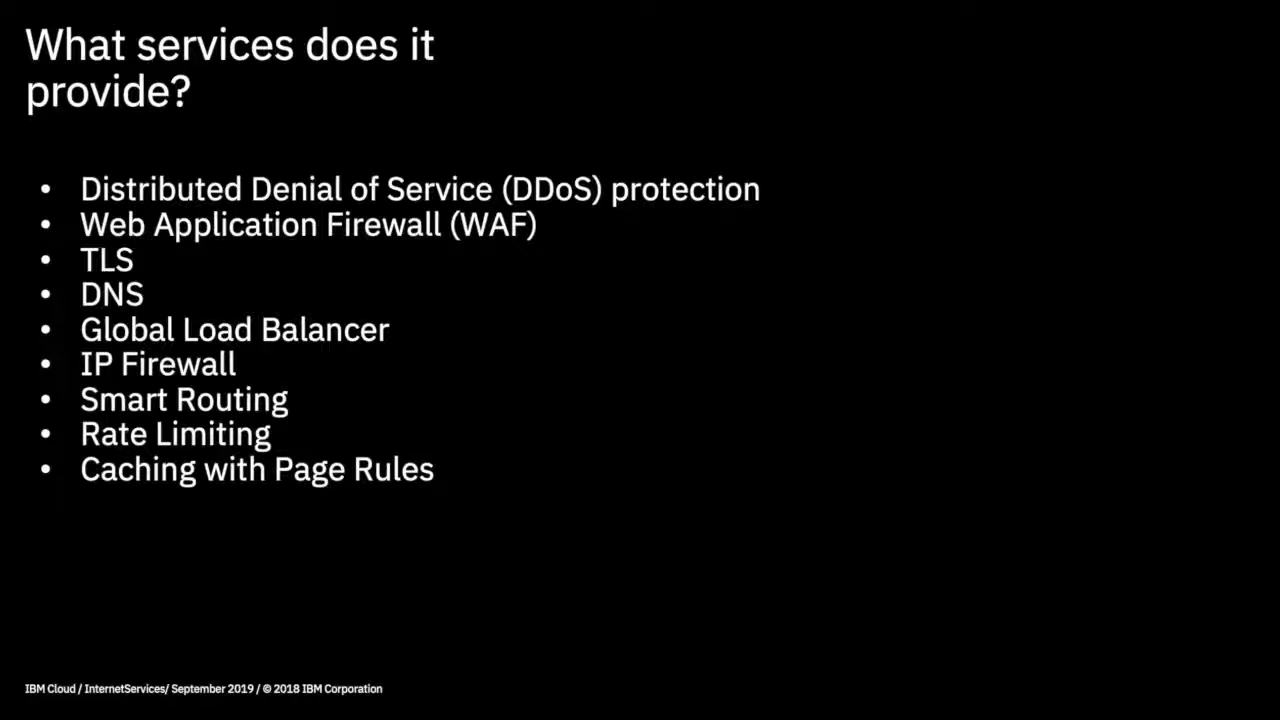 What services does it
provide?
• Distributed Denial of Service (DDoS) protection
• Web Application Firewall (WAF)
• TLS
• DNS
• Global Load Balancer
• IP Firewall
• Smart Routing
• Rate Limiting
• Caching with Page Rules
IBM Cloud / InternetServices/ September 2019 / © 2018 IBM Corporation